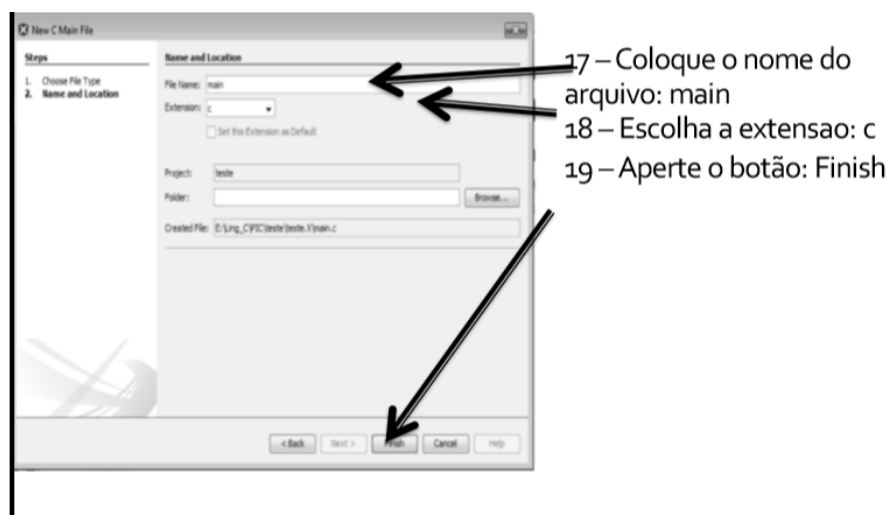 New C Main File
Steps
1. Choose File Type
2. Name and Location
Name and Location
File Name: main
Extension: c
Set this Extension as Default
Project: teste
Folder:
Browse...
Created File: E:\Ling_C\PIC\teste\teste.X\main.c
< Back
Next >
Finish
Cancel
Help
17 – Coloque o nome do
arquivo: main
18 – Escolha a extensao: c
19 – Aperte o botão: Finish